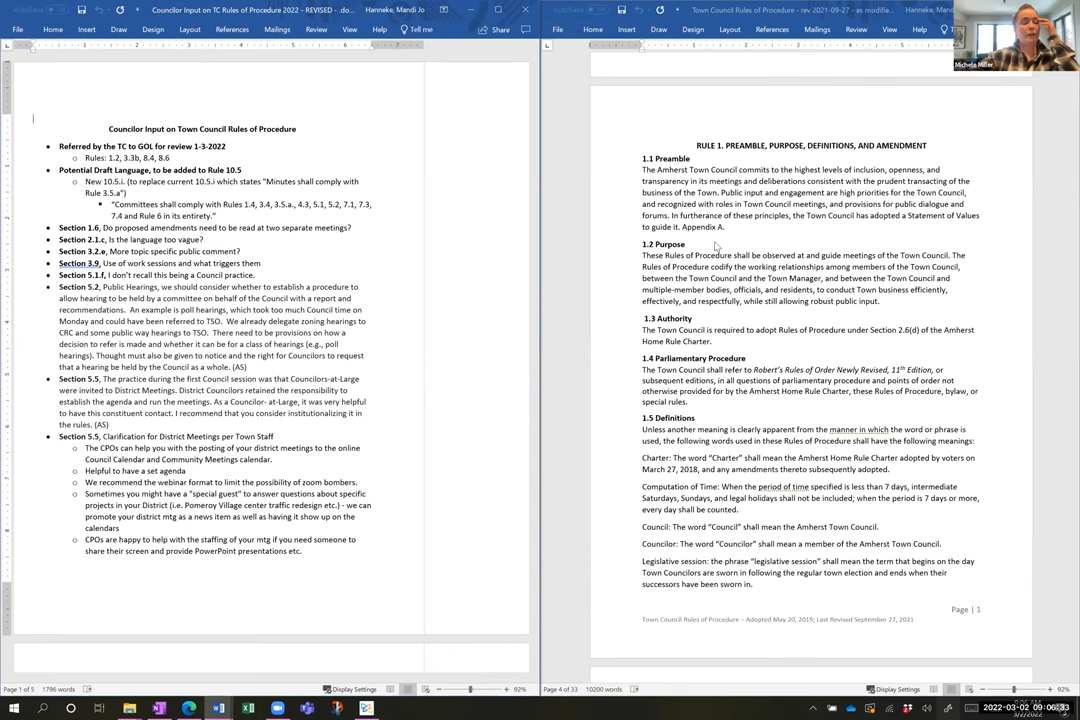 AutoSave
Councilor Input on TC Rules of Procedure 2022 - REVISED - .do...
Hanneke, Mandi Jo
File Home Insert Draw Design Layout References Mailings Review View Help Tell me Share
Councilor Input on Town Council Rules of Procedure
Referred by the TC to GOL for review 1-3-2022
Rules: 1.2, 3.3b, 8.4, 8.6
Potential Draft Language, to be added to Rule 10.5
New 10.5.i. (to replace current 10.5.i which states "Minutes shall comply with
Rule 3.5.a")
"Committees shall comply with Rules 1.4, 3.4, 3.5.a., 4.3, 5.1, 5.2, 7.1, 7.3,
7.4 and Rule 6 in its entirety."
Section 1.6, Do proposed amendments need to be read at two separate meetings?
Section 2.1.c, Is the language too vague?
Section 3.2.e, More topic specific public comment?
Section 3.9, Use of work sessions and what triggers them
Section 5.1.f, I don't recall this being a Council practice.
Section 5.2, Public Hearings, we should consider whether to establish a procedure to
allow hearing to be held by a committee on behalf of the Council with a report and
recommendations. An example is poll hearings, which took too much Council time on
Monday and could have been referred to TSO. We already delegate zoning hearings to
CRC and some public way hearings to TSO. There need to be provisions on how a
decision to refer is made and whether it can be for a class of hearings (e.g., poll
hearings). Thought must also be given to notice and the right for Councilors to request
that a hearing be held by the Council as a whole. (AS)
Section 5.5, The practice during the first Council session was that Councilors-at-Large
were invited to District Meetings. District Councilors retained the responsibility to
establish the agenda and run the meetings. As a Councilor- at-Large, it was very helpful
to have this constituent contact. I recommend that you consider institutionalizing it in
the rules. (AS)
Section 5.5, Clarification for District Meetings per Town Staff
The CPOs can help you with the posting of your district meetings to the online
Council Calendar and Community Meetings calendar.
Helpful to have a set agenda
We recommend the webinar format to limit the possibility of zoom bombers.
Sometimes you might have a "special guest" to answer questions about specific
projects in your District (i.e. Pomeroy Village center traffic redesign etc.) - we can
promote your district mtg as a news item as well as having it show up on the
calendars
CPOs are happy to help with the staffing of your mtg if you need someone to
share their screen and provide PowerPoint presentations etc.
Page 1 of 5 1796 words Display Settings 92%
AutoSave
Town Council Rules of Procedure - rev 2021-09-27 - as modifie...
File Home Insert Draw Design Layout References Mailings Review View Help
Michele Miller
RULE 1. PREAMBLE, PURPOSE, DEFINITIONS, AND AMENDMENT
1.1 Preamble
The Amherst Town Council commits to the highest levels of inclusion, openness, and
transparency in its meetings and deliberations consistent with the prudent transacting of the
business of the Town. Public input and engagement are high priorities for the Town Council,
and recognized with roles in Town Council meetings, and provisions for public dialogue and
forums. In furtherance of these principles, the Town Council has adopted a Statement of Values
to guide it. Appendix A.
1.2 Purpose
These Rules of Procedure shall be observed at and guide meetings of the Town Council. The
Rules of Procedure codify the working relationships among members of the Town Council,
between the Town Council and the Town Manager, and between the Town Council and
multiple-member bodies, officials, and residents, to conduct Town business efficiently,
effectively, and respectfully, while still allowing robust public input.
1.3 Authority
The Town Council is required to adopt Rules of Procedure under Section 2.6(d) of the Amherst
Home Rule Charter.
1.4 Parliamentary Procedure
The Town Council shall refer to Robert's Rules of Order Newly Revised, 11th Edition, or
subsequent editions, in all questions of parliamentary procedure and points of order not
otherwise provided for by the Amherst Home Rule Charter, these Rules of Procedure, bylaw, or
special rules.
1.5 Definitions
Unless another meaning is clearly apparent from the manner in which the word or phrase is
used, the following words used in these Rules of Procedure shall have the following meanings:
Charter: The word "Charter" shall mean the Amherst Home Rule Charter adopted by voters on
March 27, 2018, and any amendments thereto subsequently adopted.
Computation of Time: When the period of time specified is less than 7 days, intermediate
Saturdays, Sundays, and legal holidays shall not be included; when the period is 7 days or more,
every day shall be counted.
Council: The word "Council" shall mean the Amherst Town Council.
Councilor: The word "Councilor" shall mean a member of the Amherst Town Council.
Legislative session: the phrase "legislative session" shall mean the term that begins on the day
Town Councilors are sworn in following the regular town election and ends when their
successors have been sworn in.
Page | 1
Town Council Rules of Procedure – Adopted May 20, 2019; Last Revised September 27, 2021
Page 4 of 33 10200 words Display Settings 92%
2022-03-02 09:06:33